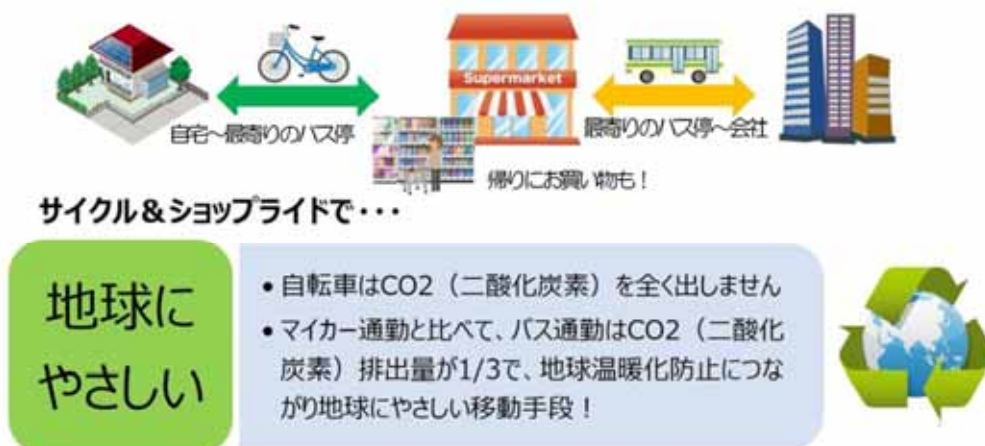 Supermarket
自宅～最寄りのバス停
最寄りのバス停～会社
帰りにお買い物も！
サイクル＆ショップライドで・・・
地球に
やさしい
• 自転車はCO2（二酸化炭素）を全く出しません
• マイカー通勤と比べて、バス通勤はCO2（二酸化
炭素）排出量が1/3で、地球温暖化防止につな
がり地球にやさしい移動手段！